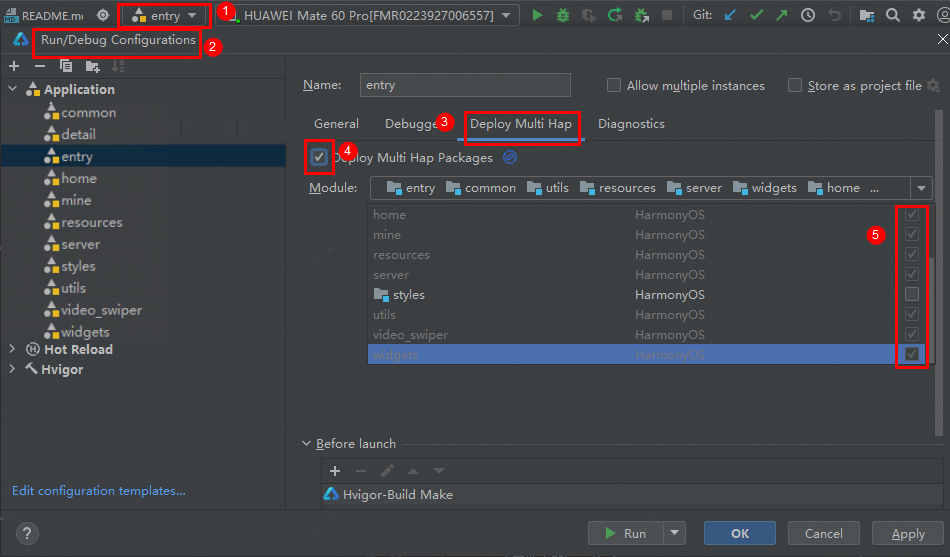 README.m
entry
1
HUAWEI Mate 60 Pro[FMR0223927006557]
Git:
Run/Debug Configurations
2
Application
common
detail
entry
home
mine
resources
server
styles
utils
video_swiper
widgets
Hot Reload
Hvigor
Edit configuration templates...
Name:
entry
Allow multiple instances
Store as project file
General
Debugge
3
Deploy Multi Hap
Diagnostics
4
Deploy Multi Hap Packages
Module:
entry common utils resources server widgets home ...
home HarmonyOS
mine HarmonyOS
5
resources HarmonyOS
server HarmonyOS
styles HarmonyOS
utils HarmonyOS
video_swiper HarmonyOS
widgets HarmonyOS
Before launch
Hvigor-Build Make
?
Run
OK
Cancel
Apply